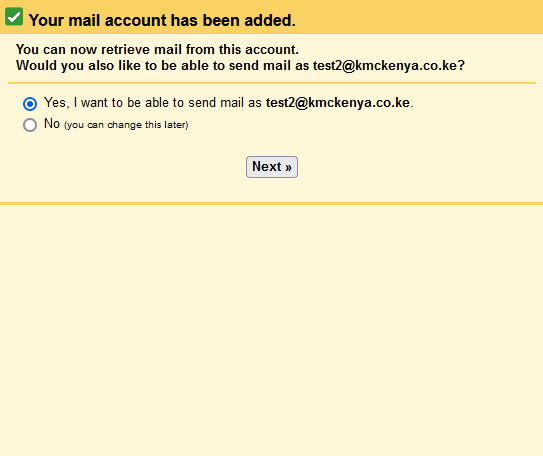 Your mail account has been added.
You can now retrieve mail from this account.
Would you also like to be able to send mail as test2@kmckenya.co.ke?
Yes, I want to be able to send mail as test2@kmckenya.co.ke.
No (you can change this later)
Next »